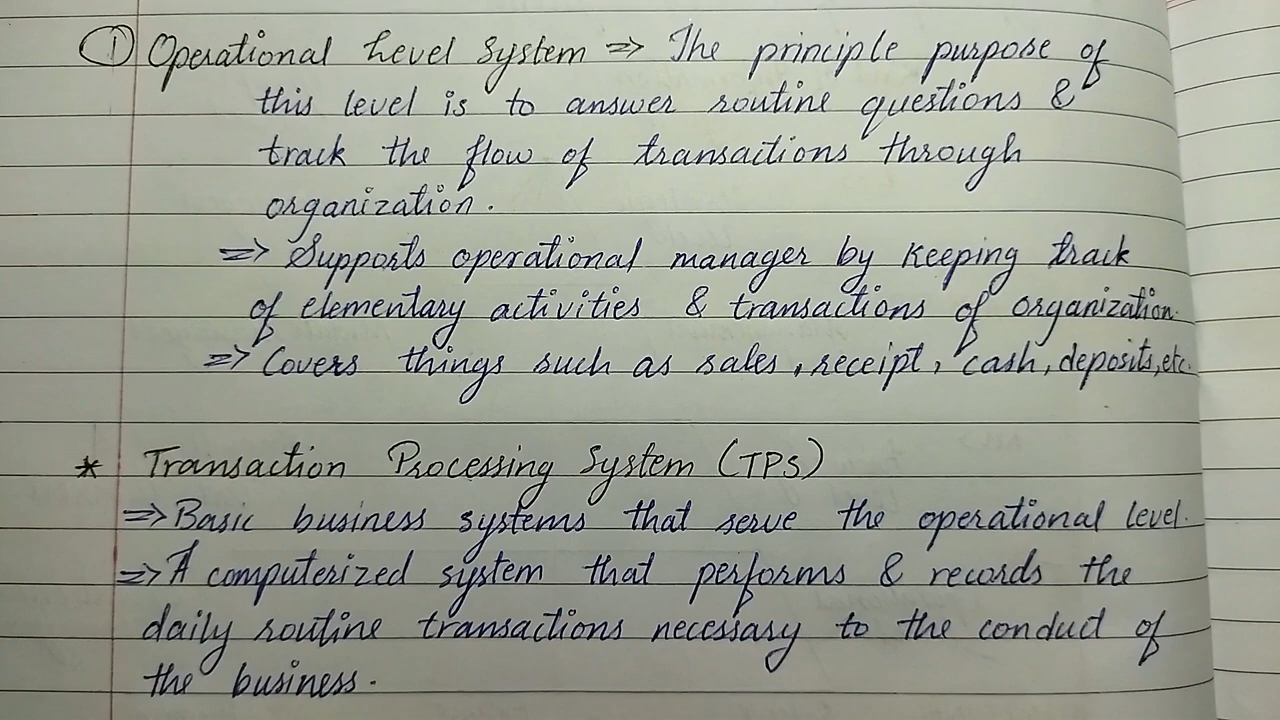 ① Operational Level System => The principle purpose of
this level is to answer routine questions &
track the flow of transactions through
organization.
=> Supports operational manager by keeping track
of elementary activities & transactions of organization.
=> Covers things such as sales, receipt, cash, deposits, etc.
* Transaction Processing System (TPS)
=> Basic business systems that serve the operational level.
=> A computerized system that performs & records the
daily routine transactions necessary to the conduct of
the business.